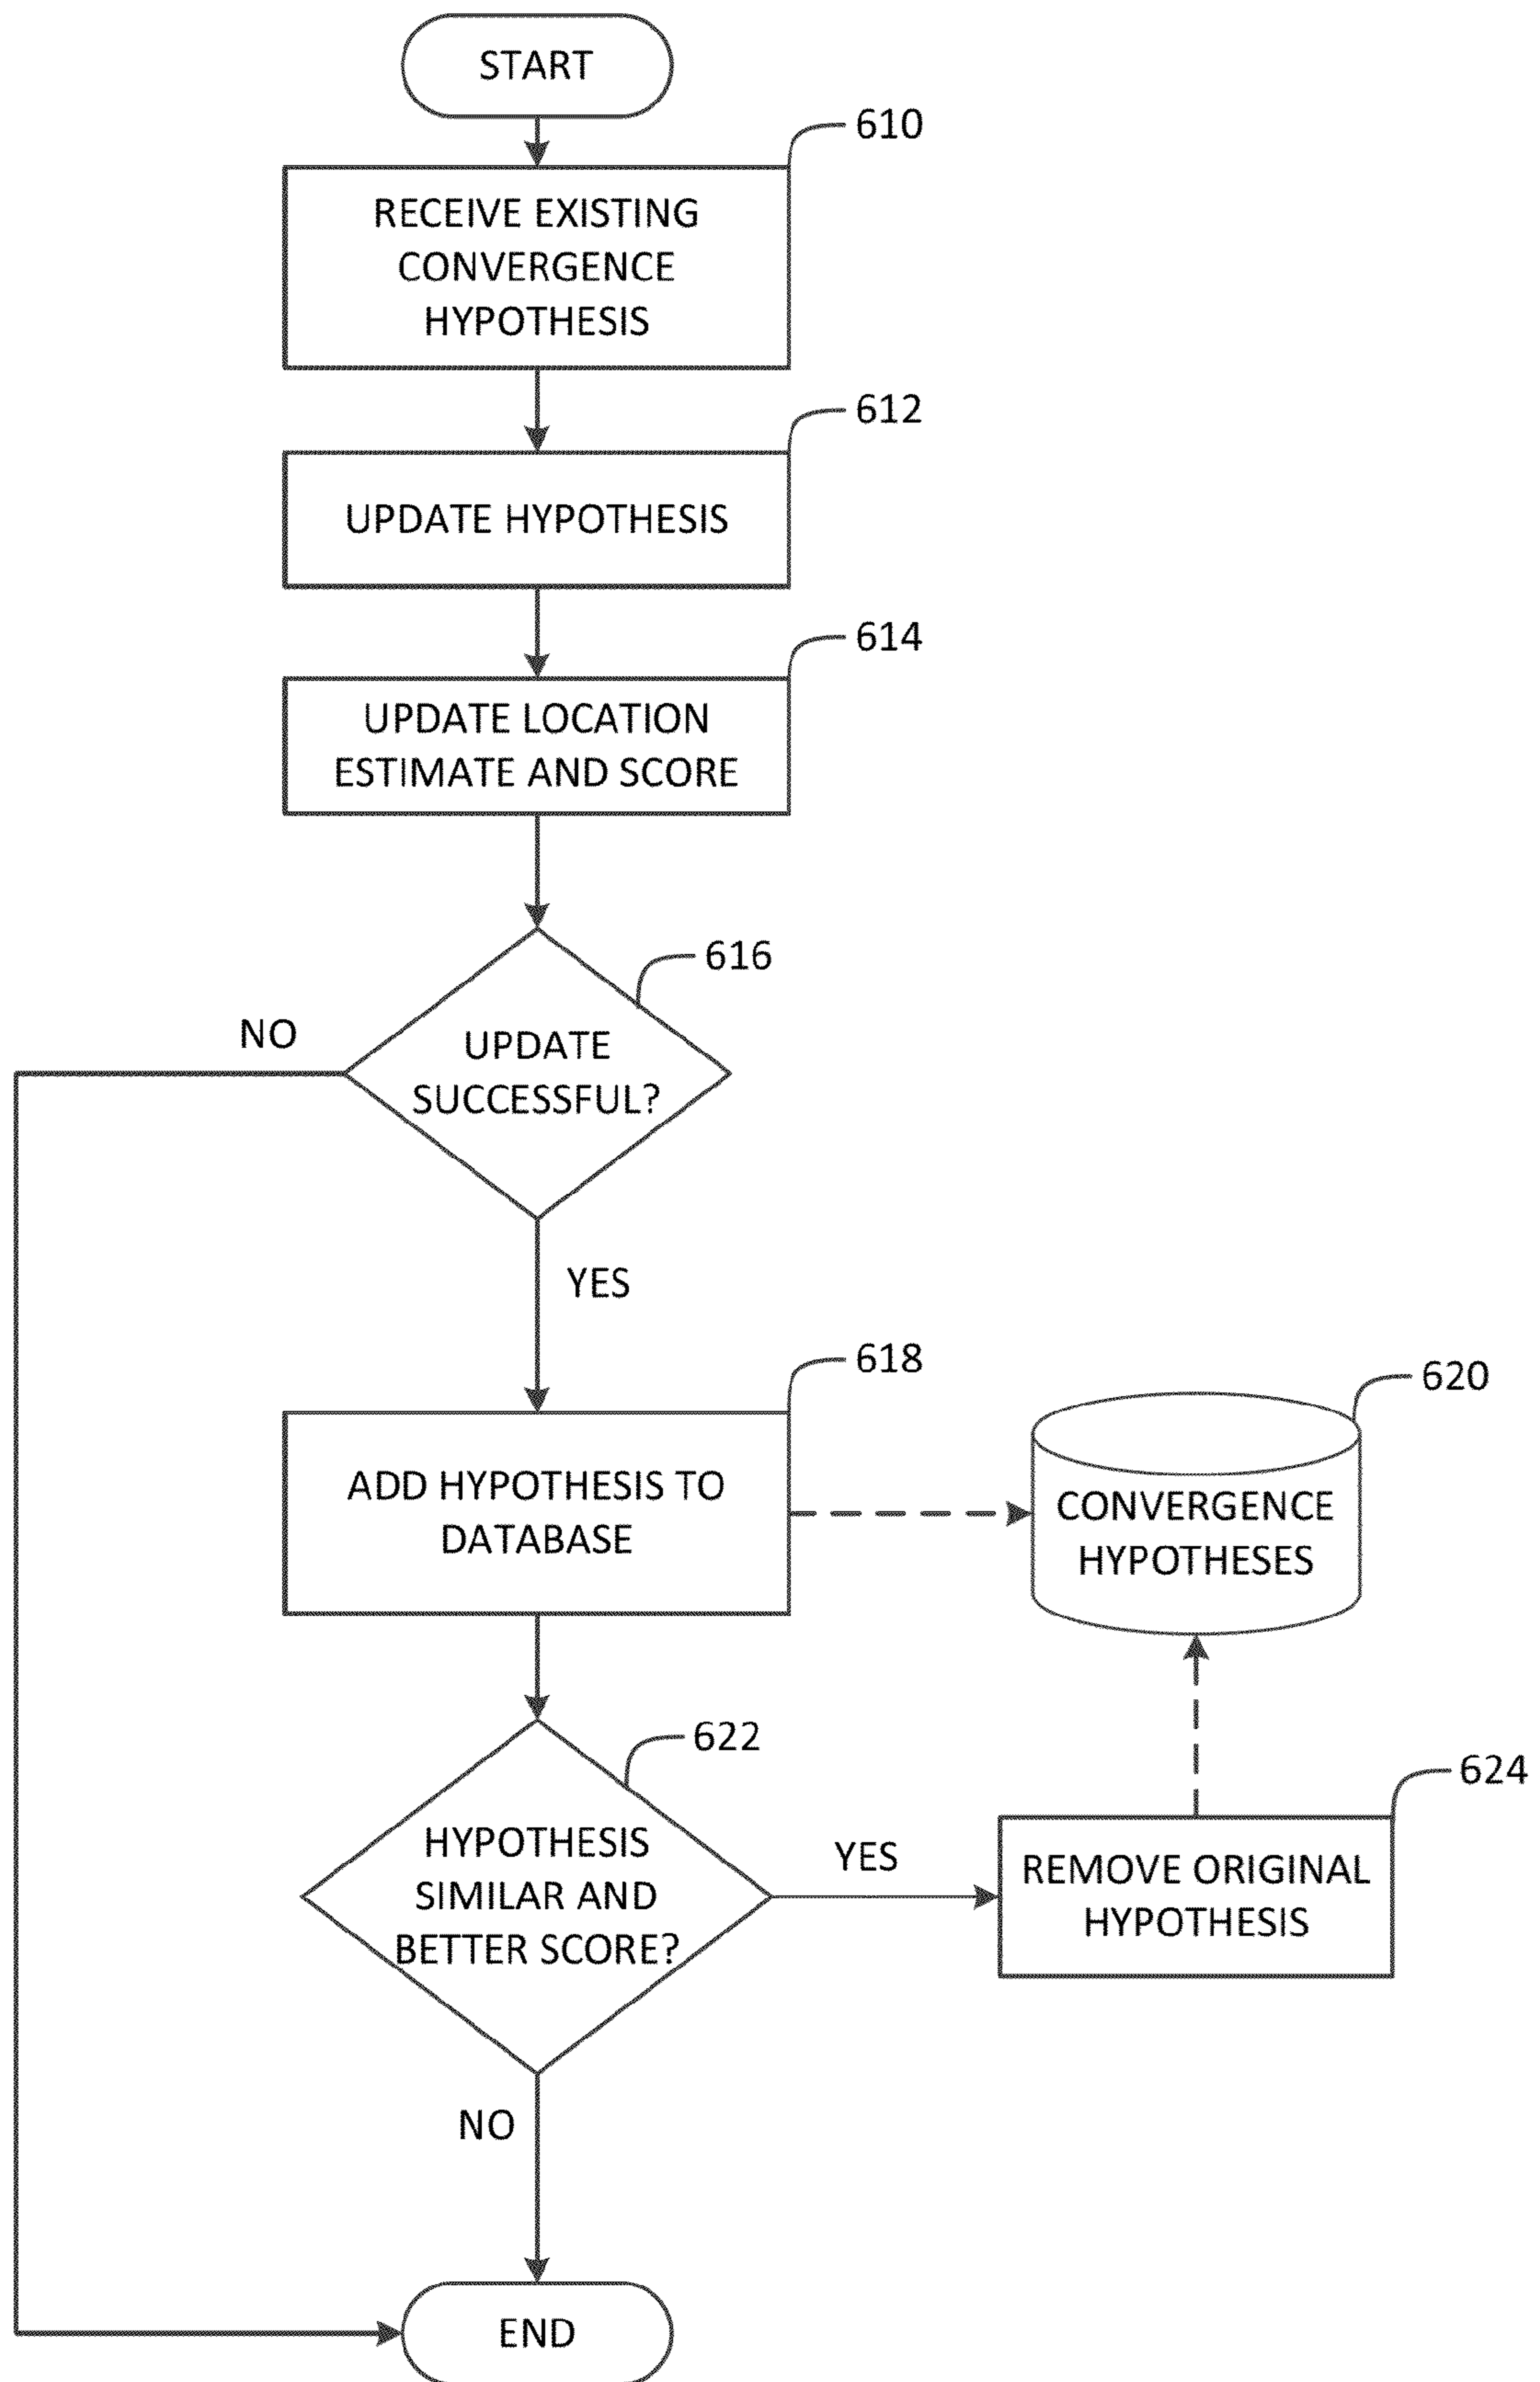 START
610
RECEIVE EXISTING
CONVERGENCE
HYPOTHESIS
612
UPDATE HYPOTHESIS
614
UPDATE LOCATION
ESTIMATE AND SCORE
616
NO
UPDATE
SUCCESSFUL?
YES
618
620
ADD HYPOTHESIS TO
DATABASE
CONVERGENCE
HYPOTHESES
622
624
HYPOTHESIS
SIMILAR AND
BETTER SCORE?
YES
REMOVE ORIGINAL
HYPOTHESIS
NO
END